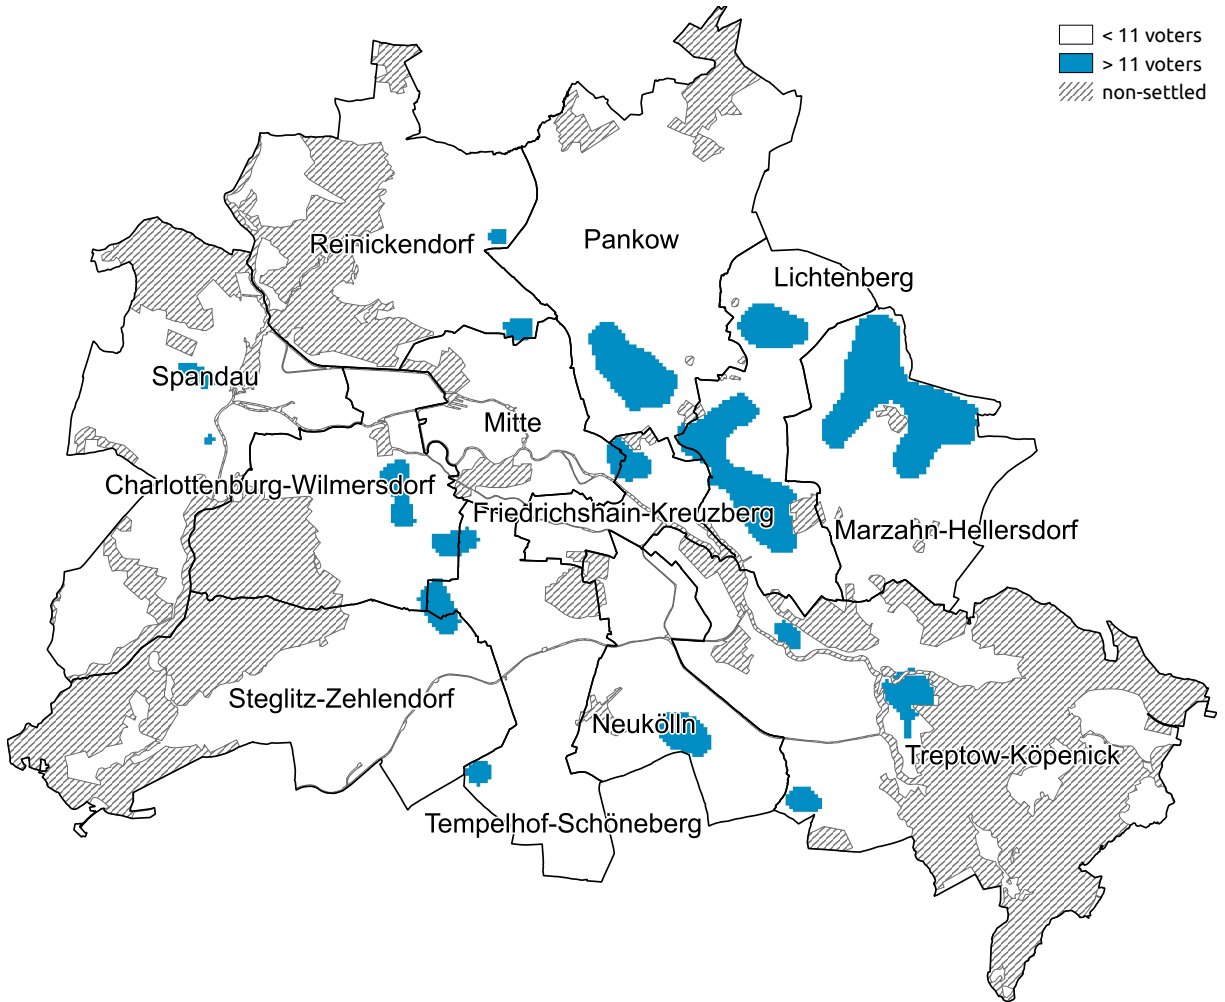 < 11 voters
> 11 voters
non-settled
Reinickendorf
Pankow
Lichtenberg
Spandau
Mitte
Charlottenburg-Wilmersdorf
Friedrichshain-Kreuzberg
Marzahn-Hellersdorf
Steglitz-Zehlendorf
Neukölln
Treptow-Köpenick
Tempelhof-Schöneberg